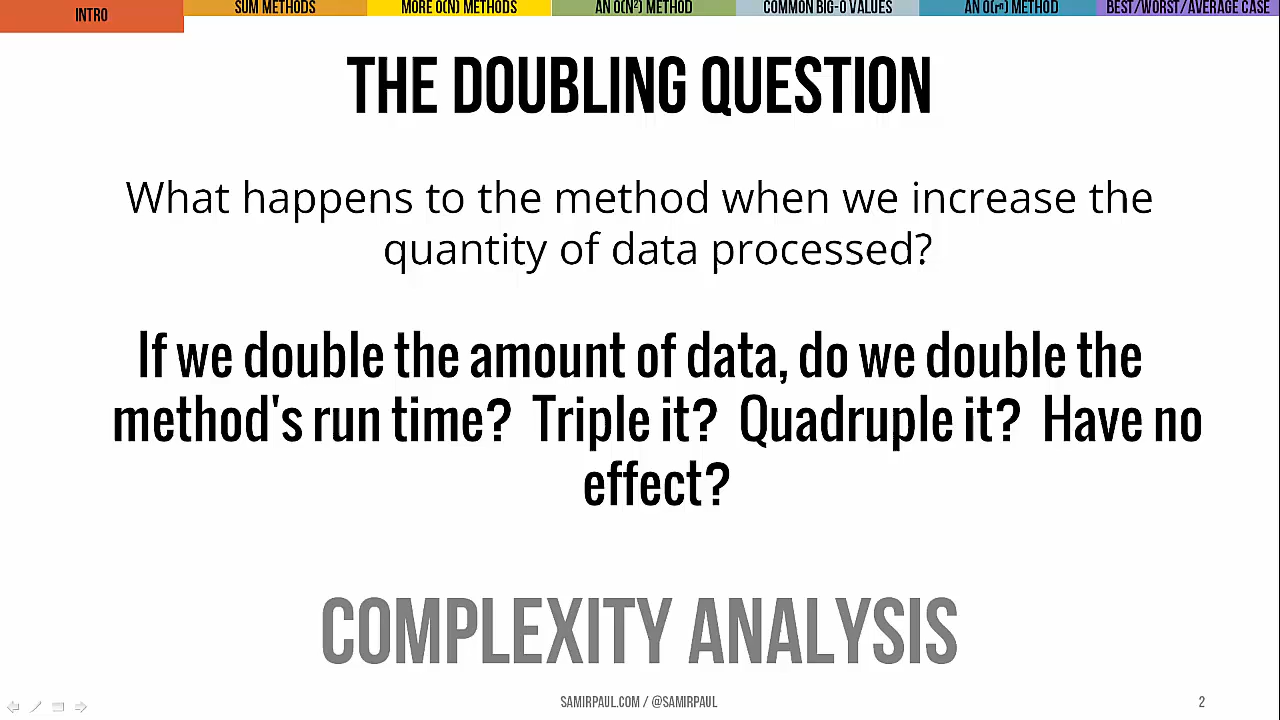 INTRO
SUM METHODS
MORE O(N) METHODS
AN O(N²) METHOD
COMMON BIG-O VALUES
AN O(rⁿ) METHOD
BEST/WORST/AVERAGE CASE
THE DOUBLING QUESTION
What happens to the method when we increase the
quantity of data processed?
If we double the amount of data, do we double the
method's run time? Triple it? Quadruple it? Have no
effect?
COMPLEXITY ANALYSIS
SAMIRPAUL.COM / @SAMIRPAUL
2